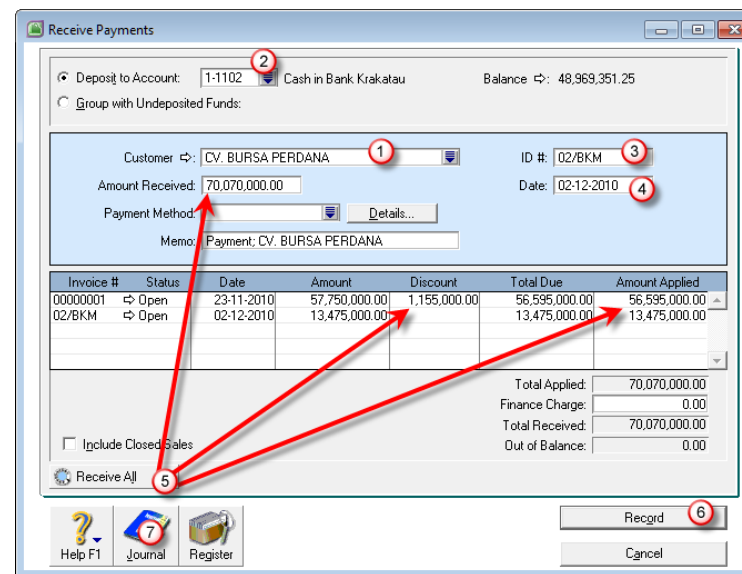 Receive Payments
2
Deposit to Account: 1-1102 Cash in Bank Krakatau Balance ⇨: 48,969,351.25
Group with Undeposited Funds:
Customer ⇨: CV. BURSA PERDANA 1 ID #: 02/BKM 3
Amount Received: 70,070,000.00 Date: 02-12-2010 4
Payment Method: Details...
Memo: Payment; CV. BURSA PERDANA
Invoice # Status Date Amount Discount Total Due Amount Applied
00000001 ⇨ Open 23-11-2010 57,750,000.00 1,155,000.00 56,595,000.00 56,595,000.00
02/BKM ⇨ Open 02-12-2010 13,475,000.00 13,475,000.00 13,475,000.00
Total Applied: 70,070,000.00
Finance Charge: 0.00
Total Received: 70,070,000.00
Include Closed Sales Out of Balance: 0.00
Receive All 5
Record 6
7
Help F1 Journal Register Cancel